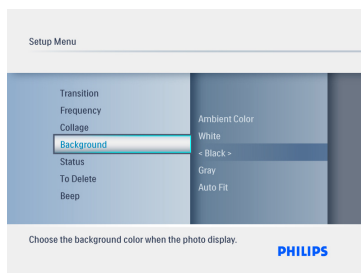 Setup Menu
Transition
Frequency
Collage
Background
Status
To Delete
Beep
Ambient Color
White
< Black >
Gray
Auto Fit
Choose the background color when the photo display.
PHILIPS